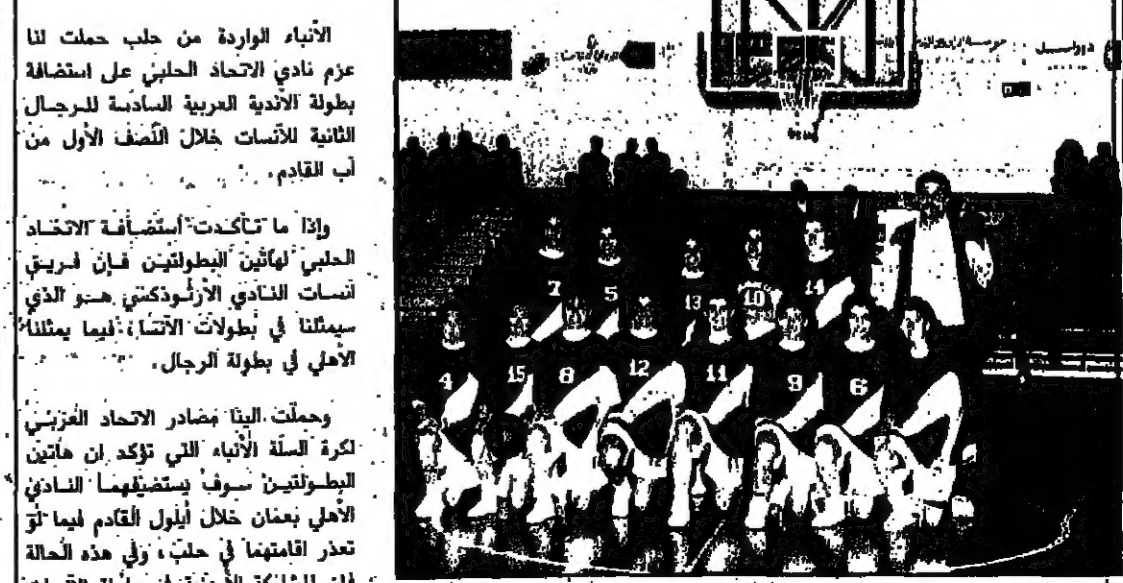 الأنباء الواردة من حلب حملت لنا
عزم نادي الاتحاد الحلبي على استضافة
بطولة الأندية العربية السادسة للرجال
الثانية للآنسات خلال النصف الأول من
آب القادم.
وإذا ما تأكدت استضافة الاتحاد
الحلبي لهاتين البطولتين فإن فريق
آنسات النادي الأرثوذكسي هو الذي
سيمثلنا في بطولات فيما يمثلنا
الأهلي في بطولة الرجال.
وحملت الينا مصادر الاتحاد العربي
لكرة السلة الأنباء التي تؤكد ان هاتين
البطولتين سوف يستضيفهما النادي
الأهلي بعمان خلال أيلول القادم فيما لو
تعذر اقامتهما في حلب، وفي هذه الحالة
7 5 13 10 14
4 15 8 12 11 9 6